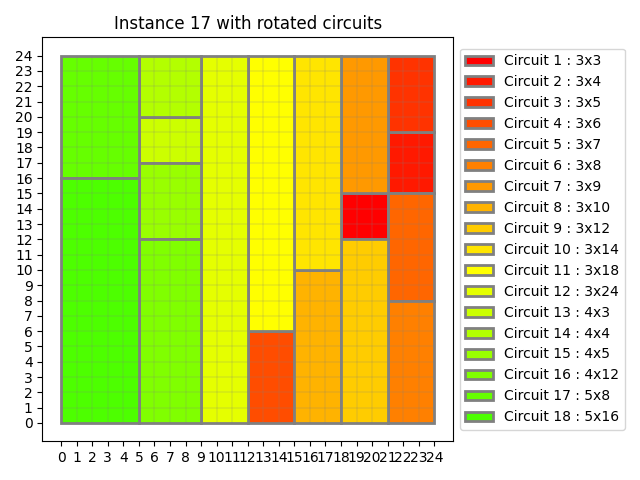 Instance 17 with rotated circuits
24
23
22
21
20
19
18
17
16
15
14
13
12
11
10
9
8
7
6
5
4
3
2
1
0
0 1 2 3 4 5 6 7 8 9 10 11 12 13 14 15 16 17 18 19 20 21 22 23 24
Circuit 1 : 3x3
Circuit 2 : 3x4
Circuit 3 : 3x5
Circuit 4 : 3x6
Circuit 5 : 3x7
Circuit 6 : 3x8
Circuit 7 : 3x9
Circuit 8 : 3x10
Circuit 9 : 3x12
Circuit 10 : 3x14
Circuit 11 : 3x18
Circuit 12 : 3x24
Circuit 13 : 4x3
Circuit 14 : 4x4
Circuit 15 : 4x5
Circuit 16 : 4x12
Circuit 17 : 5x8
Circuit 18 : 5x16